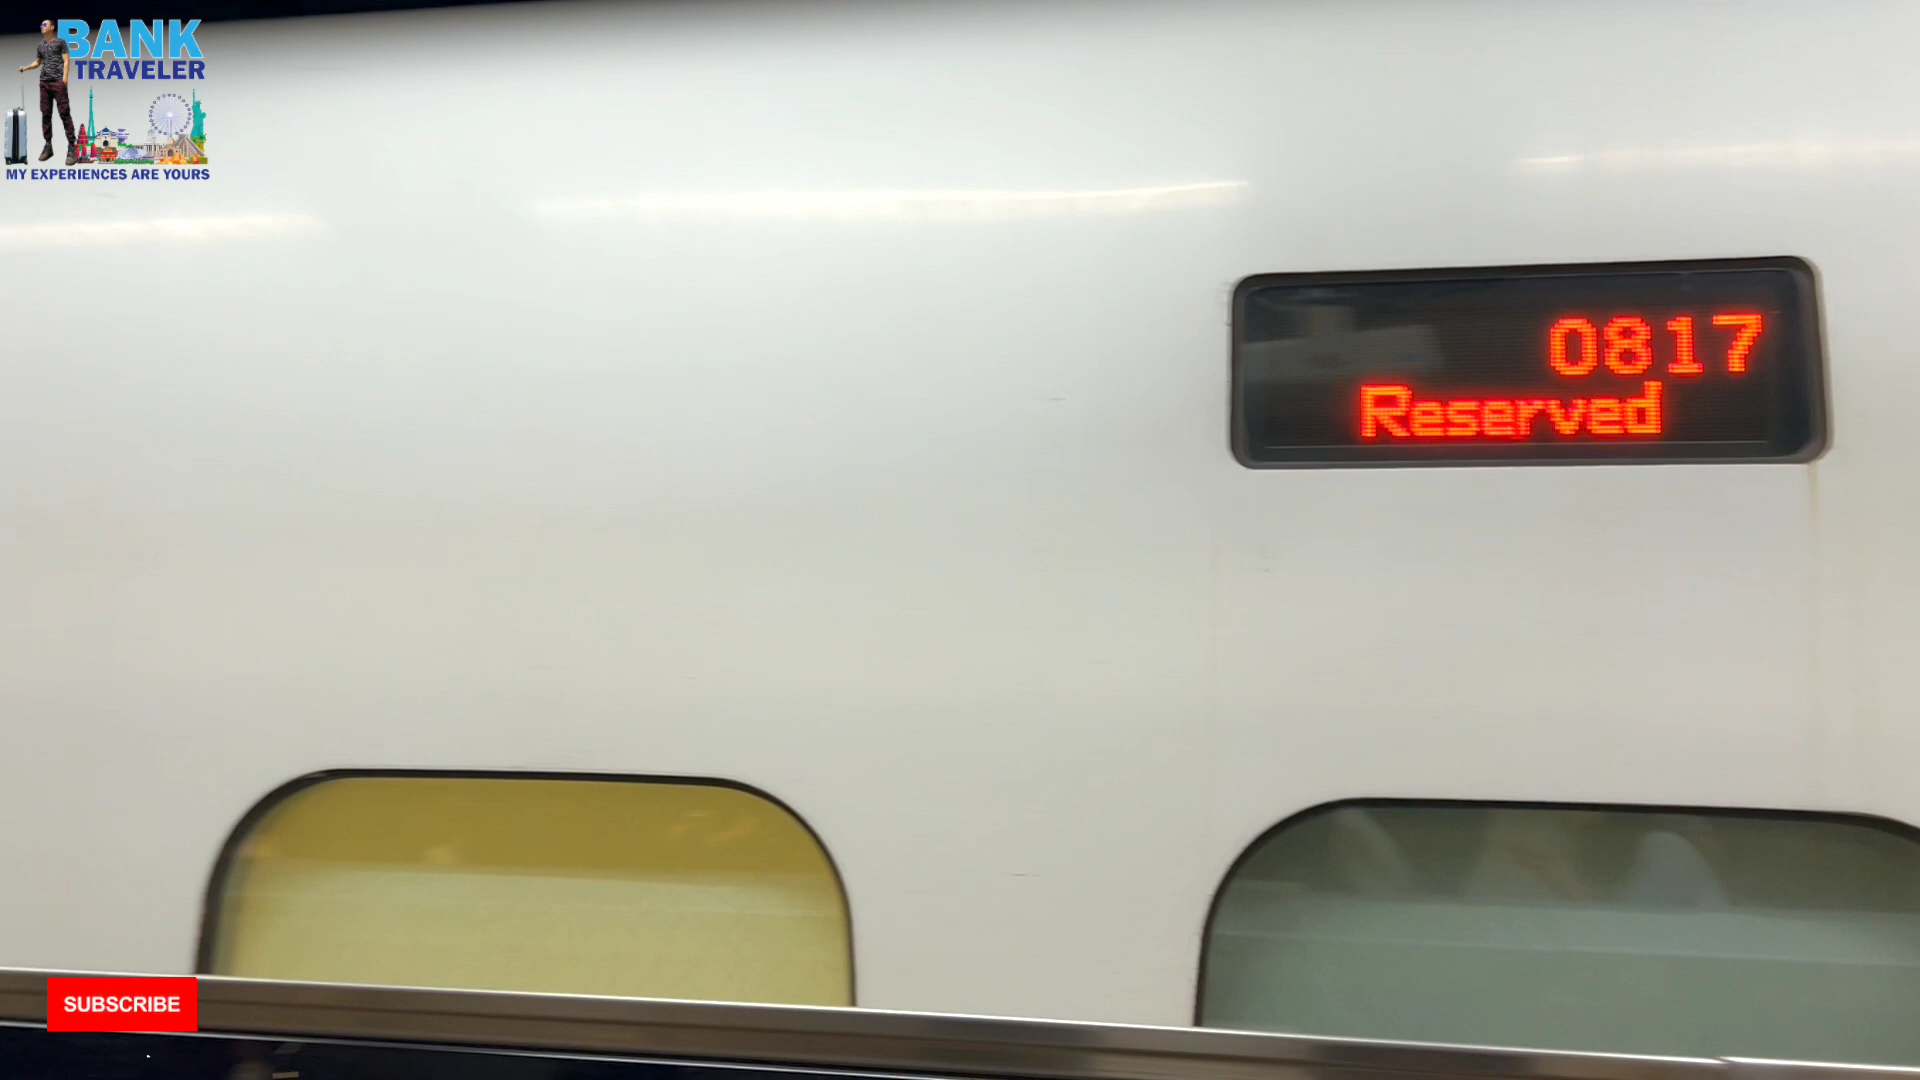 BANK
TRAVELER
MY EXPERIENCES ARE YOURS
0817
Reserved
SUBSCRIBE